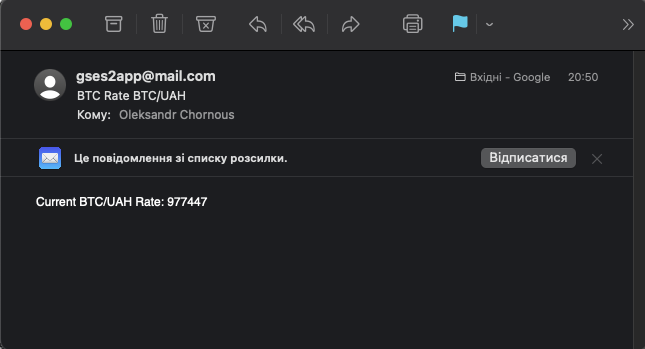 gses2app@mail.com
Вхідні - Google 20:50
BTC Rate BTC/UAH
Кому: Oleksandr Chornous
Це повідомлення зі списку розсилки.
Відписатися
Current BTC/UAH Rate: 977447